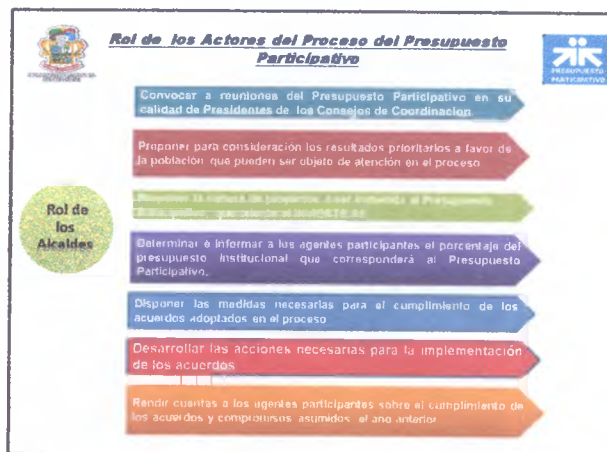 Rol de los Actores del Proceso del Presupuesto
Participativo
PRESUPUESTO
PARTICIPATIVO
Convocar a reuniones del Presupuesto Participativo en su
calidad de Presidentes de los Consejos de Coordinacion
Proponer para consideración los resultados prioritarios a favor de
la población que pueden ser objeto de atención en el proceso
Rol de
los
Alcaldes
Determinar e informar a los agentes participantes el porcentaje del
presupuesto institucional que corresponderá al Presupuesto
Participativo.
Disponer las medidas necesarias para el cumplimiento de los
acuerdos adoptados en el proceso
Desarrollar las acciones necesarias para la implementación
de los acuerdos
Rendir cuentas a los agentes participantes sobre el cumplimiento de
los acuerdos y compromisos asumidos el ano anterior